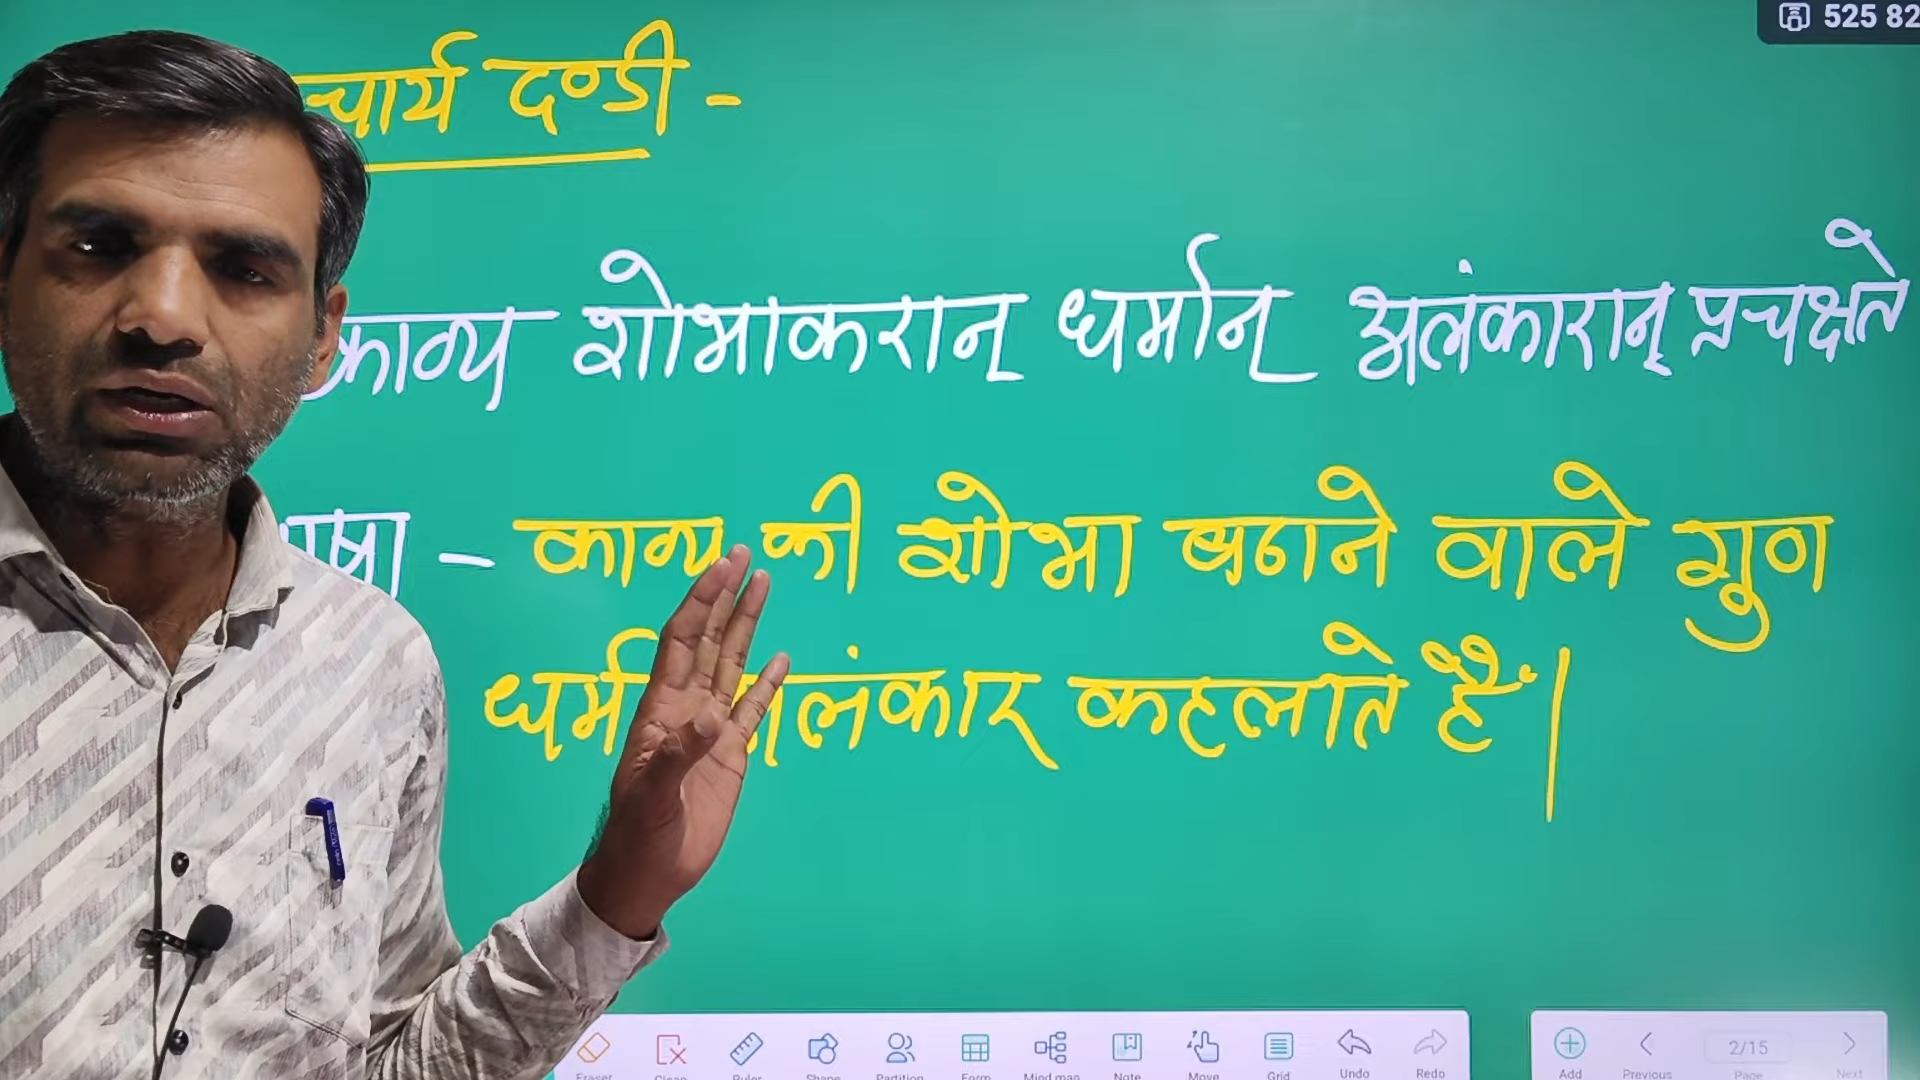 525 82
चार्य दण्डी -
काव्य शोभाकरान् धर्मान् अलंकारान् प्रचक्षते
षा - काव्य की शोभा बढाने वाले गुण
धर्म अलंकार कहलाते हैं|
Eraser Clean Ruler Shape Partition Form Mind map Note Move Grid Undo Redo Add Previous 2/15 Page Next